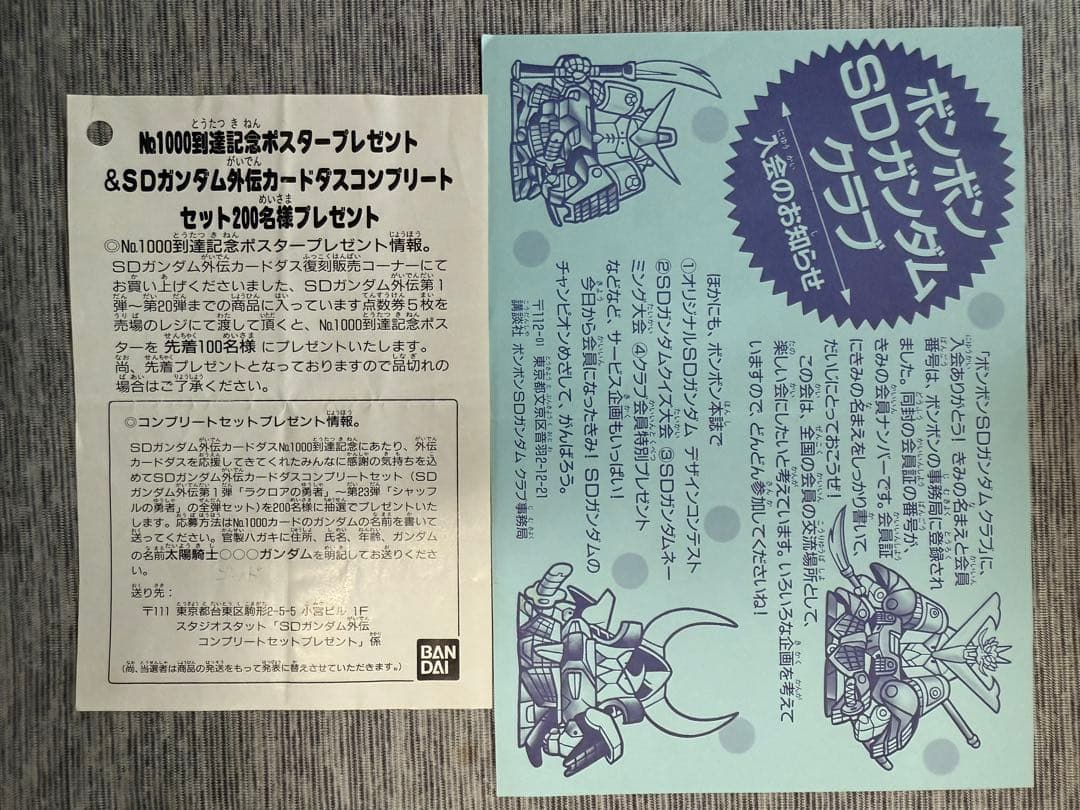 №1000到達記念ポスタープレゼント
&SDガンダム外伝カードダスコンプリート
セット200名様プレゼント
◎№1000到達記念ポスタープレゼント情報。
SDガンダム外伝カードダス復刻販売コーナーにて
お買い上げくださいました、SDガンダム外伝第1
弾〜第20弾までの商品に入っています点数券5枚を
売場のレジにて渡して頂くと、№1000到達記念ポス
ターを 先着100名様 にプレゼントいたします。
尚、先着プレゼントとなっておりますので品切れの
場合はご了承ください。
◎コンプリートセットプレゼント情報。
SDガンダム外伝カードダス№1000到達記念にあたり、外伝
カードダスを応援してきてくれたみんなに感謝の気持ちを込
めてSDガンダム外伝カードダスコンプリートセット(SD
ガンダム外伝第1弾「ラクロアの勇者」〜第23弾「シャッフ
ルの勇者」の全弾セット)を200名様に抽選でプレゼントいた
します。応募方法は№1000カードのガンダムの名前を書いて
送ってください。官製ハガキに住所、氏名、年齢、ガンダム
の名前太陽騎士○○○ガンダムを明記してお送りくださ
い。
送り先:
〒111 東京都台東区駒形2-5-5 小宮ビル 1F
スタジオスタット「SDガンダム外伝
コンプリートセットプレゼント」係
(尚、当選者は商品の発送をもって発表に替えさせていただきます。)
BAN
DAI
ボンボン
SDガンダム
クラブ
入会のお知らせ
「ボンボンSDガンダム クラブ」に、
入会ありがとう! きみの名まえと会員
番号は、ボンボンの事務局に登録され
ました。同封の会員証の番号が
きみの会員ナンバーです。会員証
にきみの名まえをしっかり書いて、
だいじにとっておこうぜ!
この会は、全国の会員の交流場所として、
楽しい会にしたいと考えています。いろいろな企画を考えて
いますので、どんどん参加してくださいね!
ほかにも、ボンボン本誌で
①オリジナルSDガンダム デザインコンテスト
②SDガンダムクイズ大会 ③SDガンダムネー
ミング大会 ④クラブ会員特別プレゼント
などなど、サービス企画もいっぱい!
今日から会員になったきみ! SDガンダムの
チャンピオンめざして、がんばろう。
〒112-01 東京都文京区音羽2-12-21
講談社 ボンボンSDガンダム クラブ事務局